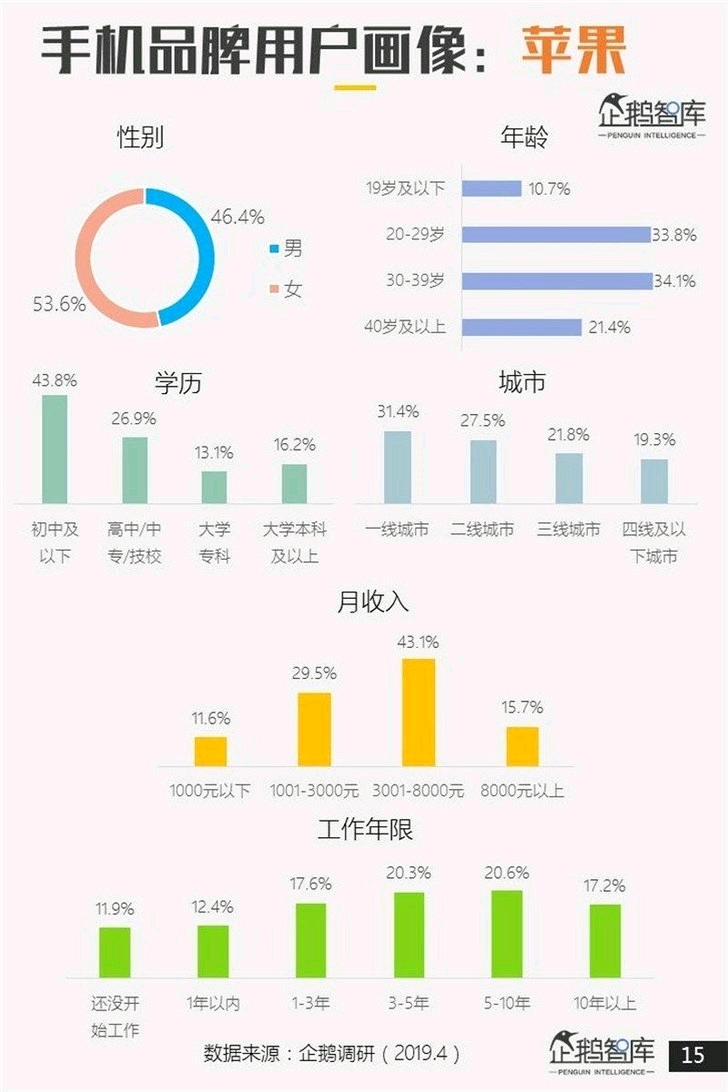 手机品牌用户画像：苹果
企鹅智库
PENGUIN INTELLIGENCE
性别
46.4%
53.6%
男
女
年龄
19岁及以下 10.7%
20-29岁 33.8%
30-39岁 34.1%
40岁及以上 21.4%
学历
43.8%
26.9%
13.1%
16.2%
初中及
以下
高中/中
专/技校
大学
专科
大学本科
及以上
城市
31.4%
27.5%
21.8%
19.3%
一线城市
二线城市
三线城市
四线及以
下城市
月收入
11.6%
29.5%
43.1%
15.7%
1000元以下
1001-3000元
3001-8000元
8000元以上
工作年限
11.9%
12.4%
17.6%
20.3%
20.6%
17.2%
还没开
始工作
1年以内
1-3年
3-5年
5-10年
10年以上
数据来源：企鹅调研（2019.4）
企鹅智库
PENGUIN INTELLIGENCE
15